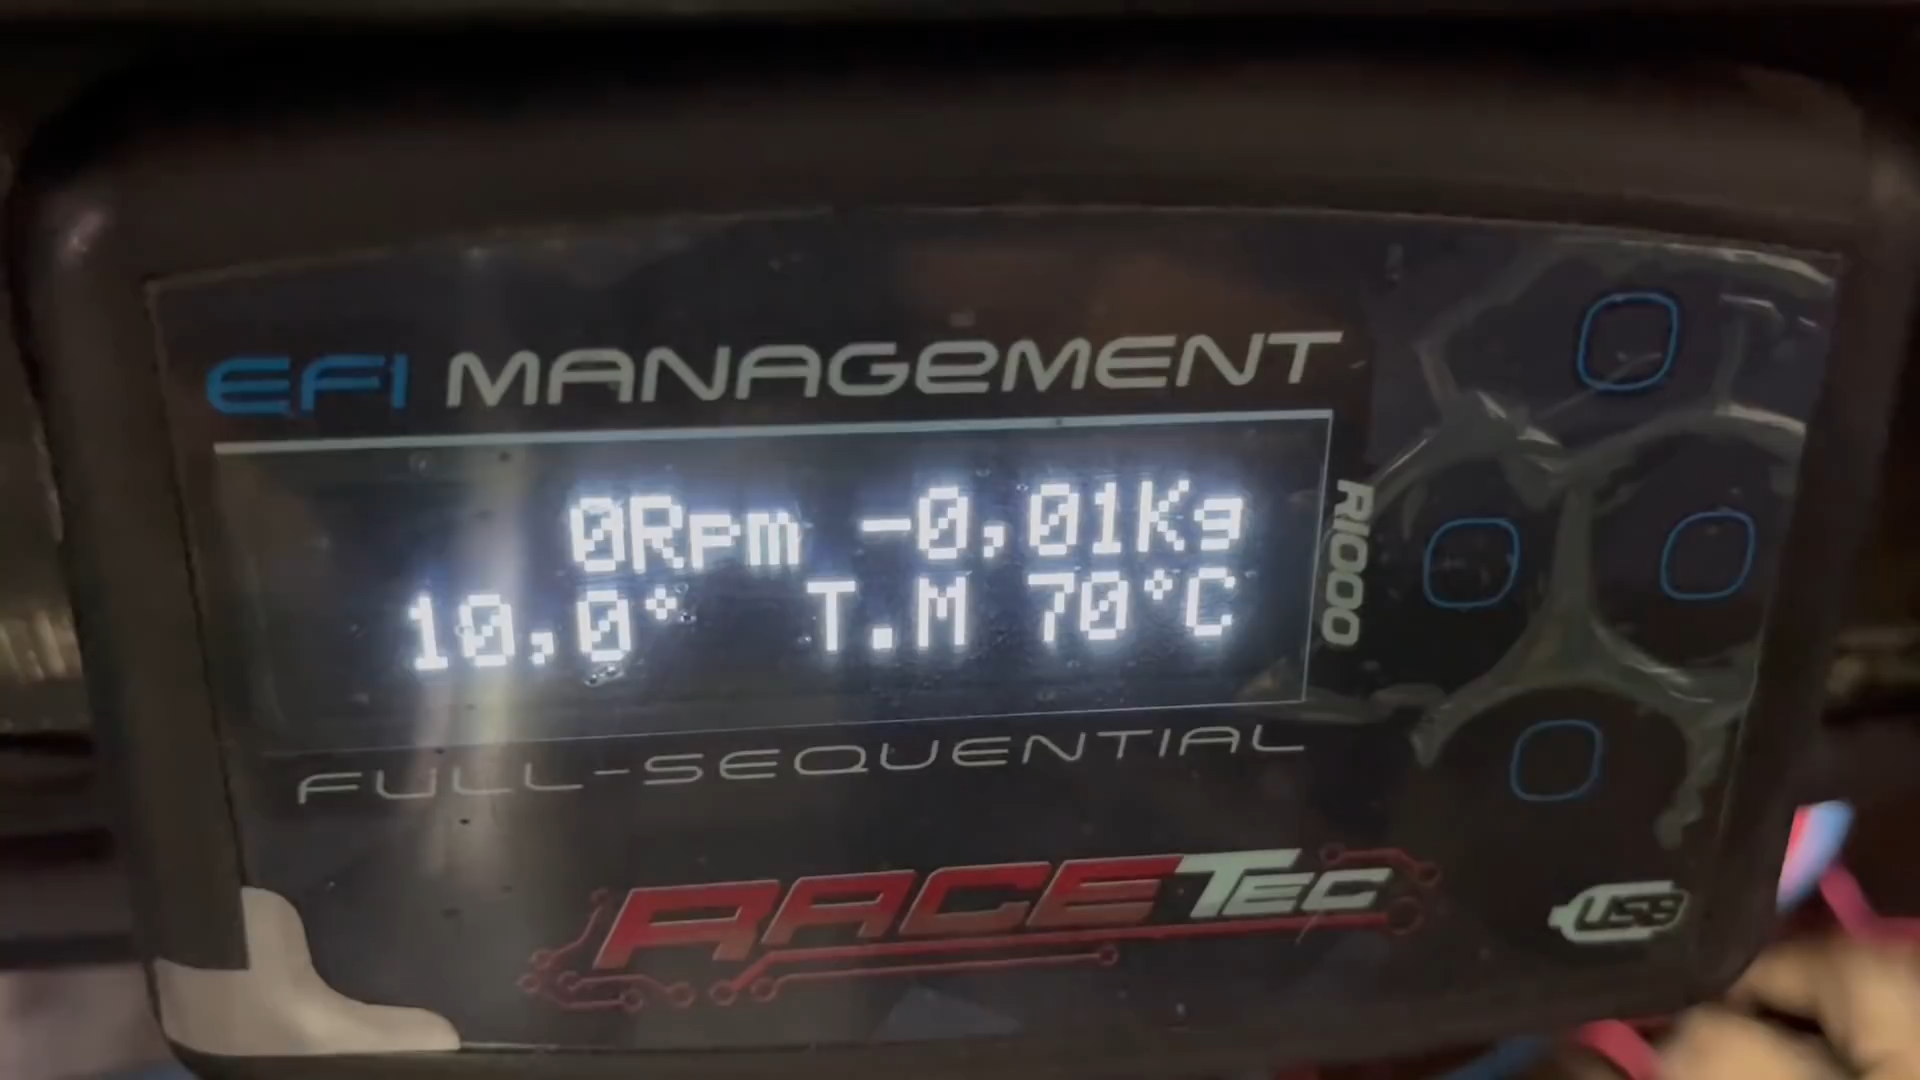 EFI MANAGEMENT
0Rpm -0,01Kg
10,0° T.M 70°C
R1000
FULL-SEQUENTIAL
RACETEC
USB